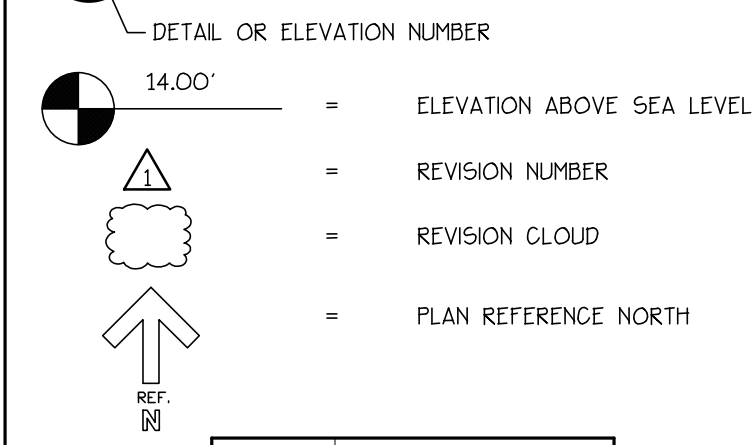 DETAIL OR ELEVATION NUMBER
14.00' = ELEVATION ABOVE SEA LEVEL
1 = REVISION NUMBER
= REVISION CLOUD
= PLAN REFERENCE NORTH
REF.
N